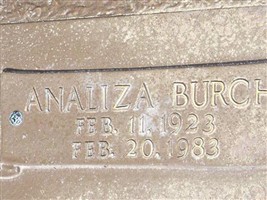 ANALIZA BURCH
FEB. 11, 1923
FEB. 20, 1983